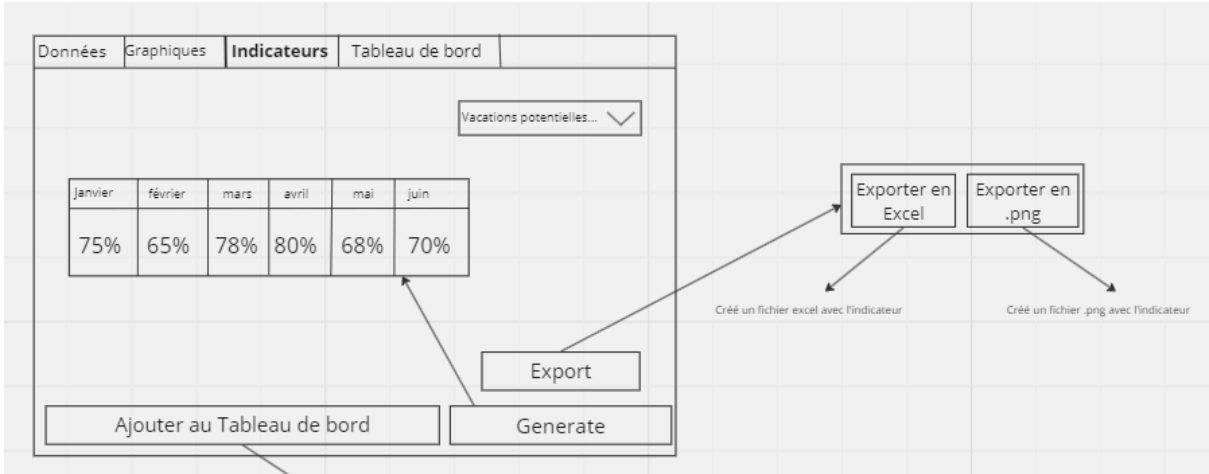 Données Graphiques Indicateurs Tableau de bord
Vacations potentielles...
Janvier février mars avril mai juin
75% 65% 78% 80% 68% 70%
Exporter en
Excel
Exporter en
.png
Créé un fichier excel avec l'indicateur
Créé un fichier .png avec l'indicateur
Export
Ajouter au Tableau de bord
Generate